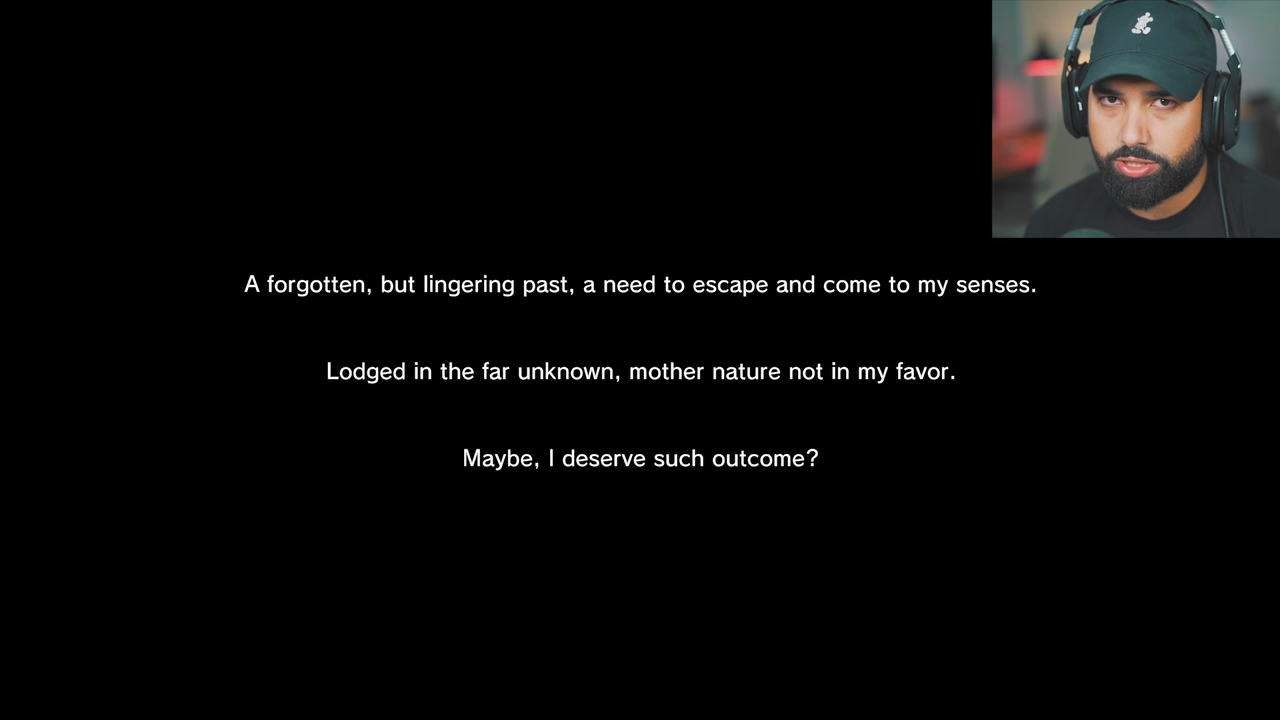 A forgotten, but lingering past, a need to escape and come to my senses.
Lodged in the far unknown, mother nature not in my favor.
Maybe, I deserve such outcome?